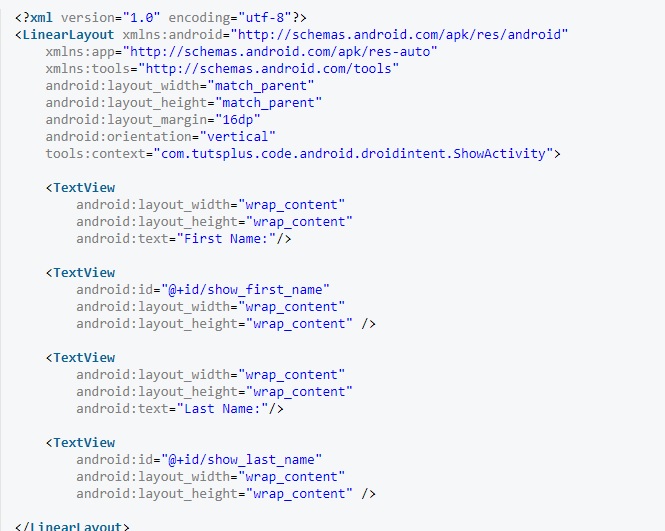 <?xml version="1.0" encoding="utf-8"?>
<LinearLayout xmlns:android="http://schemas.android.com/apk/res/android"
    xmlns:app="http://schemas.android.com/apk/res-auto"
    xmlns:tools="http://schemas.android.com/tools"
    android:layout_width="match_parent"
    android:layout_height="match_parent"
    android:layout_margin="16dp"
    android:orientation="vertical"
    tools:context="com.tutsplus.code.android.droidintent.ShowActivity">

    <TextView
        android:layout_width="wrap_content"
        android:layout_height="wrap_content"
        android:text="First Name:"/>

    <TextView
        android:id="@+id/show_first_name"
        android:layout_width="wrap_content"
        android:layout_height="wrap_content" />

    <TextView
        android:layout_width="wrap_content"
        android:layout_height="wrap_content"
        android:text="Last Name:"/>

    <TextView
        android:id="@+id/show_last_name"
        android:layout_width="wrap_content"
        android:layout_height="wrap_content" />

</LinearLayout>